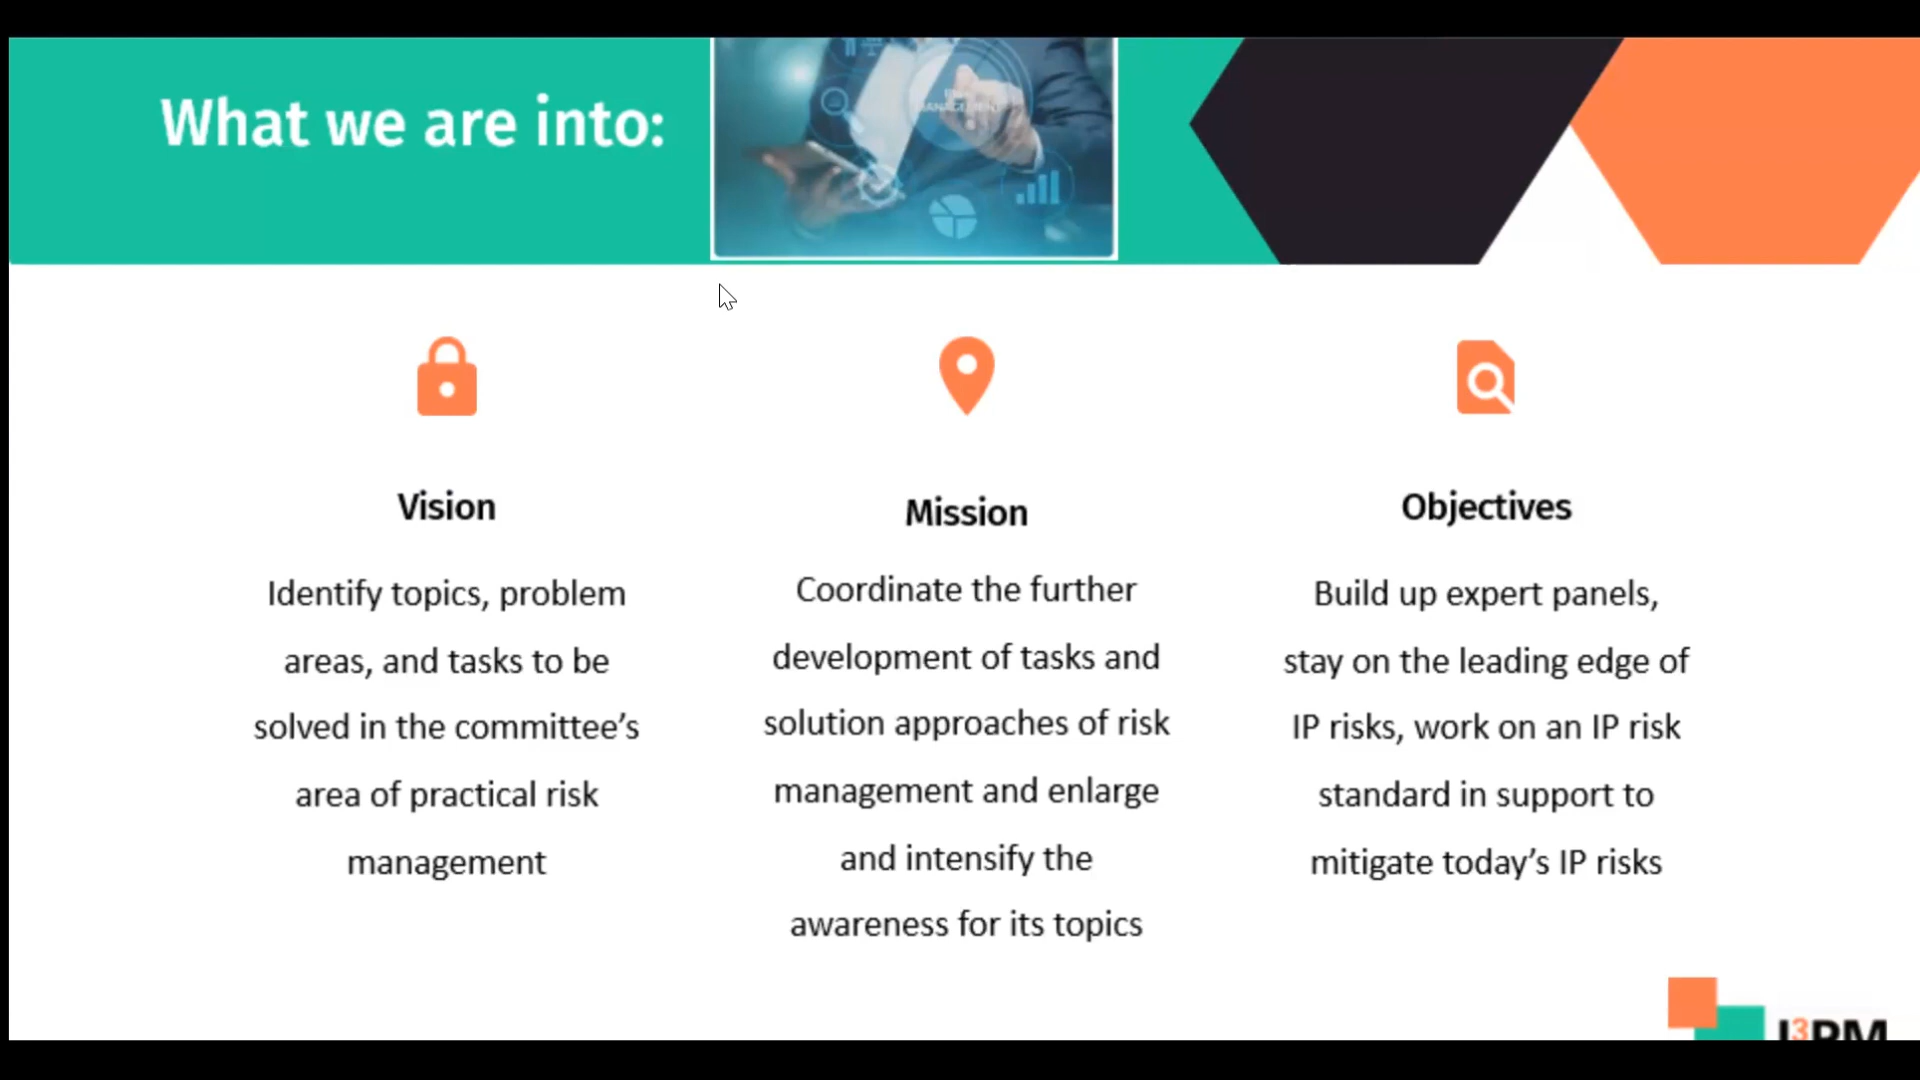 What we are into:
MANAGEMENT
Vision
Identify topics, problem
areas, and tasks to be
solved in the committee’s
area of practical risk
management
Mission
Coordinate the further
development of tasks and
solution approaches of risk
management and enlarge
and intensify the
awareness for its topics
Objectives
Build up expert panels,
stay on the leading edge of
IP risks, work on an IP risk
standard in support to
mitigate today’s IP risks
I3PM